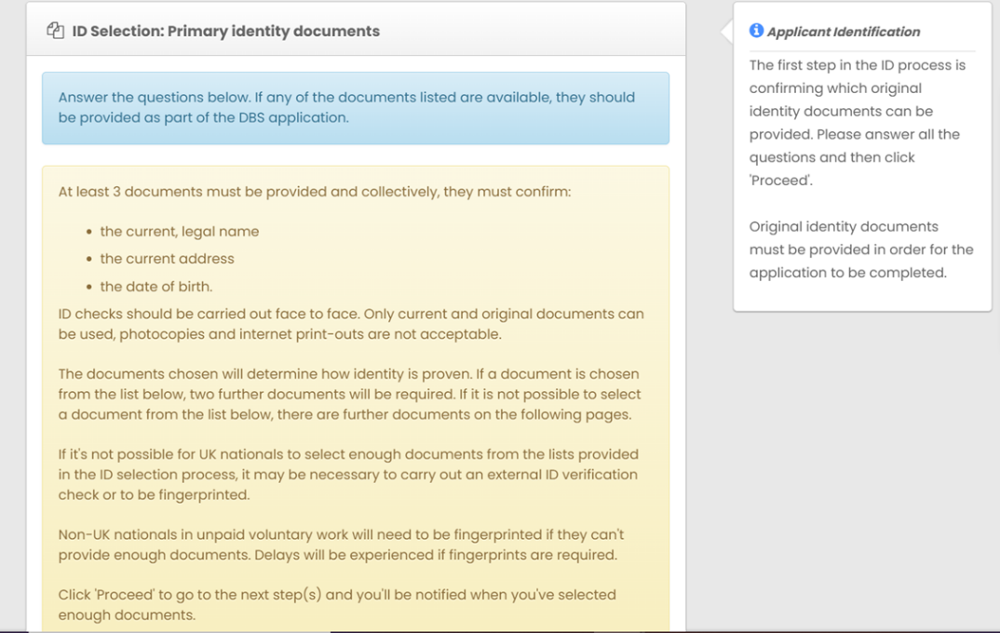 ID Selection: Primary identity documents
Answer the questions below. If any of the documents listed are available, they should
be provided as part of the DBS application.
At least 3 documents must be provided and collectively, they must confirm:
• the current, legal name
• the current address
• the date of birth.
ID checks should be carried out face to face. Only current and original documents can
be used, photocopies and internet print-outs are not acceptable.
The documents chosen will determine how identity is proven. If a document is chosen
from the list below, two further documents will be required. If it is not possible to select
a document from the list below, there are further documents on the following pages.
If it's not possible for UK nationals to select enough documents from the lists provided
in the ID selection process, it may be necessary to carry out an external ID verification
check or to be fingerprinted.
Non-UK nationals in unpaid voluntary work will need to be fingerprinted if they can't
provide enough documents. Delays will be experienced if fingerprints are required.
Click 'Proceed' to go to the next step(s) and you'll be notified when you've selected
enough documents.
Applicant Identification
The first step in the ID process is
confirming which original
identity documents can be
provided. Please answer all the
questions and then click
'Proceed'.
Original identity documents
must be provided in order for the
application to be completed.